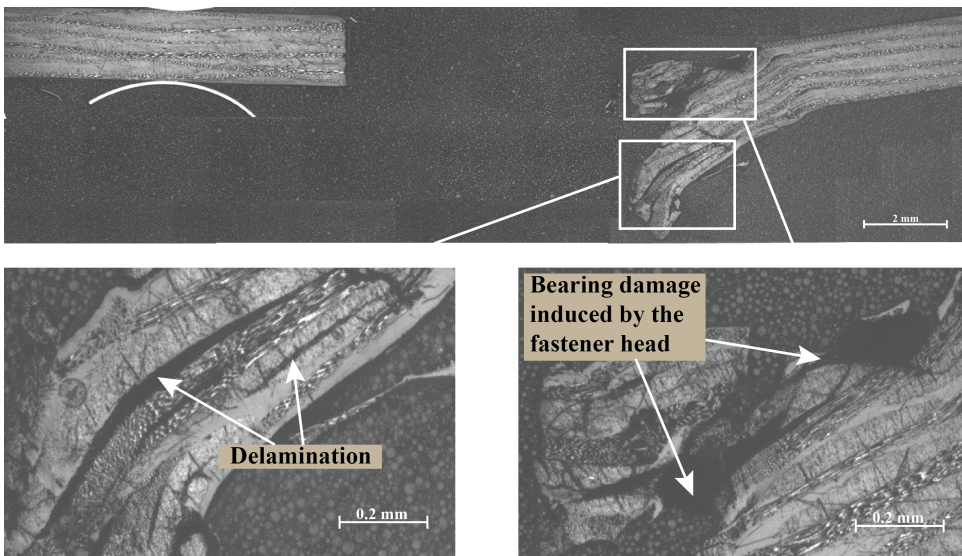 2 mm
Delamination
0.2 mm
Bearing damage
induced by the
fastener head
0.2 mm